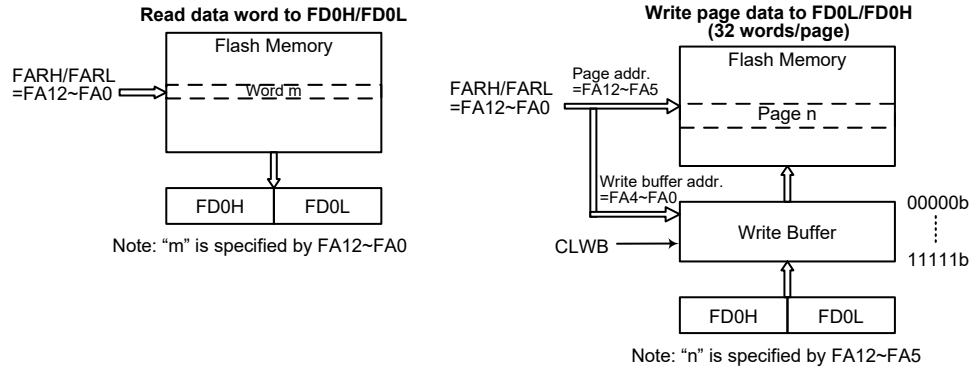 Read data word to FD0H/FD0L
Flash Memory
FARH/FARL
=FA12~FA0
Word m
FD0H
FD0L
Note: “m” is specified by FA12~FA0
Write page data to FD0L/FD0H
(32 words/page)
Flash Memory
FARH/FARL
=FA12~FA0
Page addr.
=FA12~FA5
Page n
Write buffer addr.
=FA4~FA0
Write Buffer
00000b
11111b
CLWB
FD0H
FD0L
Note: “n” is specified by FA12~FA5